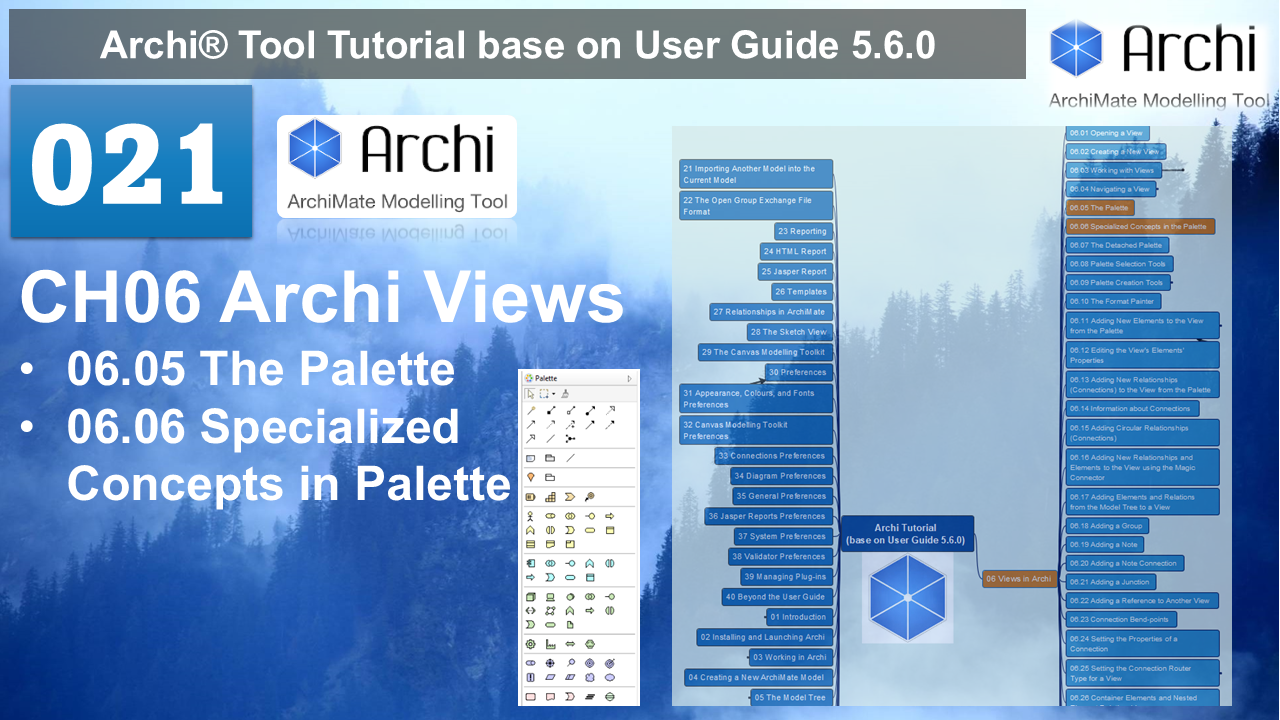 Archi® Tool Tutorial base on User Guide 5.6.0
Archi
ArchiMate Modelling Tool
021
Archi
ArchiMate Modelling Tool
CH06 Archi Views
• 06.05 The Palette
• 06.06 Specialized
Concepts in Palette
Palette
21 Importing Another Model into the
Current Model
22 The Open Group Exchange File
Format
23 Reporting
24 HTML Report
25 Jasper Report
26 Templates
27 Relationships in ArchiMate
28 The Sketch View
29 The Canvas Modelling Toolkit
30 Preferences
31 Appearance, Colours, and Fonts
Preferences
32 Canvas Modelling Toolkit
Preferences
33 Connections Preferences
34 Diagram Preferences
35 General Preferences
36 Jasper Reports Preferences
37 System Preferences
38 Validator Preferences
39 Managing Plug-ins
40 Beyond the User Guide
01 Introduction
02 Installing and Launching Archi
03 Working in Archi
04 Creating a New ArchiMate Model
05 The Model Tree
Archi Tutorial
(base on User Guide 5.6.0)
06 Views in Archi
06.01 Opening a View
06.02 Creating a New View
06.03 Working with Views
06.04 Navigating a View
06.05 The Palette
06.06 Specialized Concepts in the Palette
06.07 The Detached Palette
06.08 Palette Selection Tools
06.09 Palette Creation Tools
06.10 The Format Painter
06.11 Adding New Elements to the View
from the Palette
06.12 Editing the View's Elements'
Properties
06.13 Adding New Relationships
(Connections) to the View from the Palette
06.14 Information about Connections
06.15 Adding Circular Relationships
(Connections)
06.16 Adding New Relationships and
Elements to the View using the Magic
Connector
06.17 Adding Elements and Relations
from the Model Tree to a View
06.18 Adding a Group
06.19 Adding a Note
06.20 Adding a Note Connection
06.21 Adding a Junction
06.22 Adding a Reference to Another View
06.23 Connection Bend-points
06.24 Setting the Properties of a
Connection
06.25 Setting the Connection Router
Type for a View
06.26 Container Elements and Nested